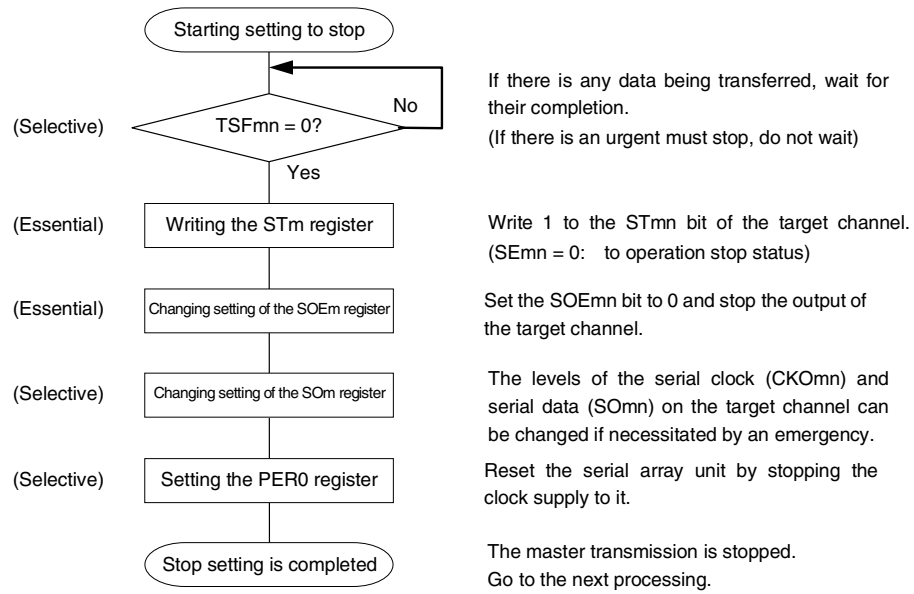 Starting setting to stop
If there is any data being transferred, wait for
their completion.
(If there is an urgent must stop, do not wait)
(Selective)
TSFmn = 0?
No
Yes
(Essential)
Writing the STm register
Write 1 to the STmn bit of the target channel.
(SEmn = 0: to operation stop status)
(Essential)
Changing setting of the SOEm register
Set the SOEmn bit to 0 and stop the output of
the target channel.
(Selective)
Changing setting of the SOm register
The levels of the serial clock (CKOmn) and
serial data (SOmn) on the target channel can
be changed if necessitated by an emergency.
(Selective)
Setting the PER0 register
Reset the serial array unit by stopping the
clock supply to it.
Stop setting is completed
The master transmission is stopped.
Go to the next processing.